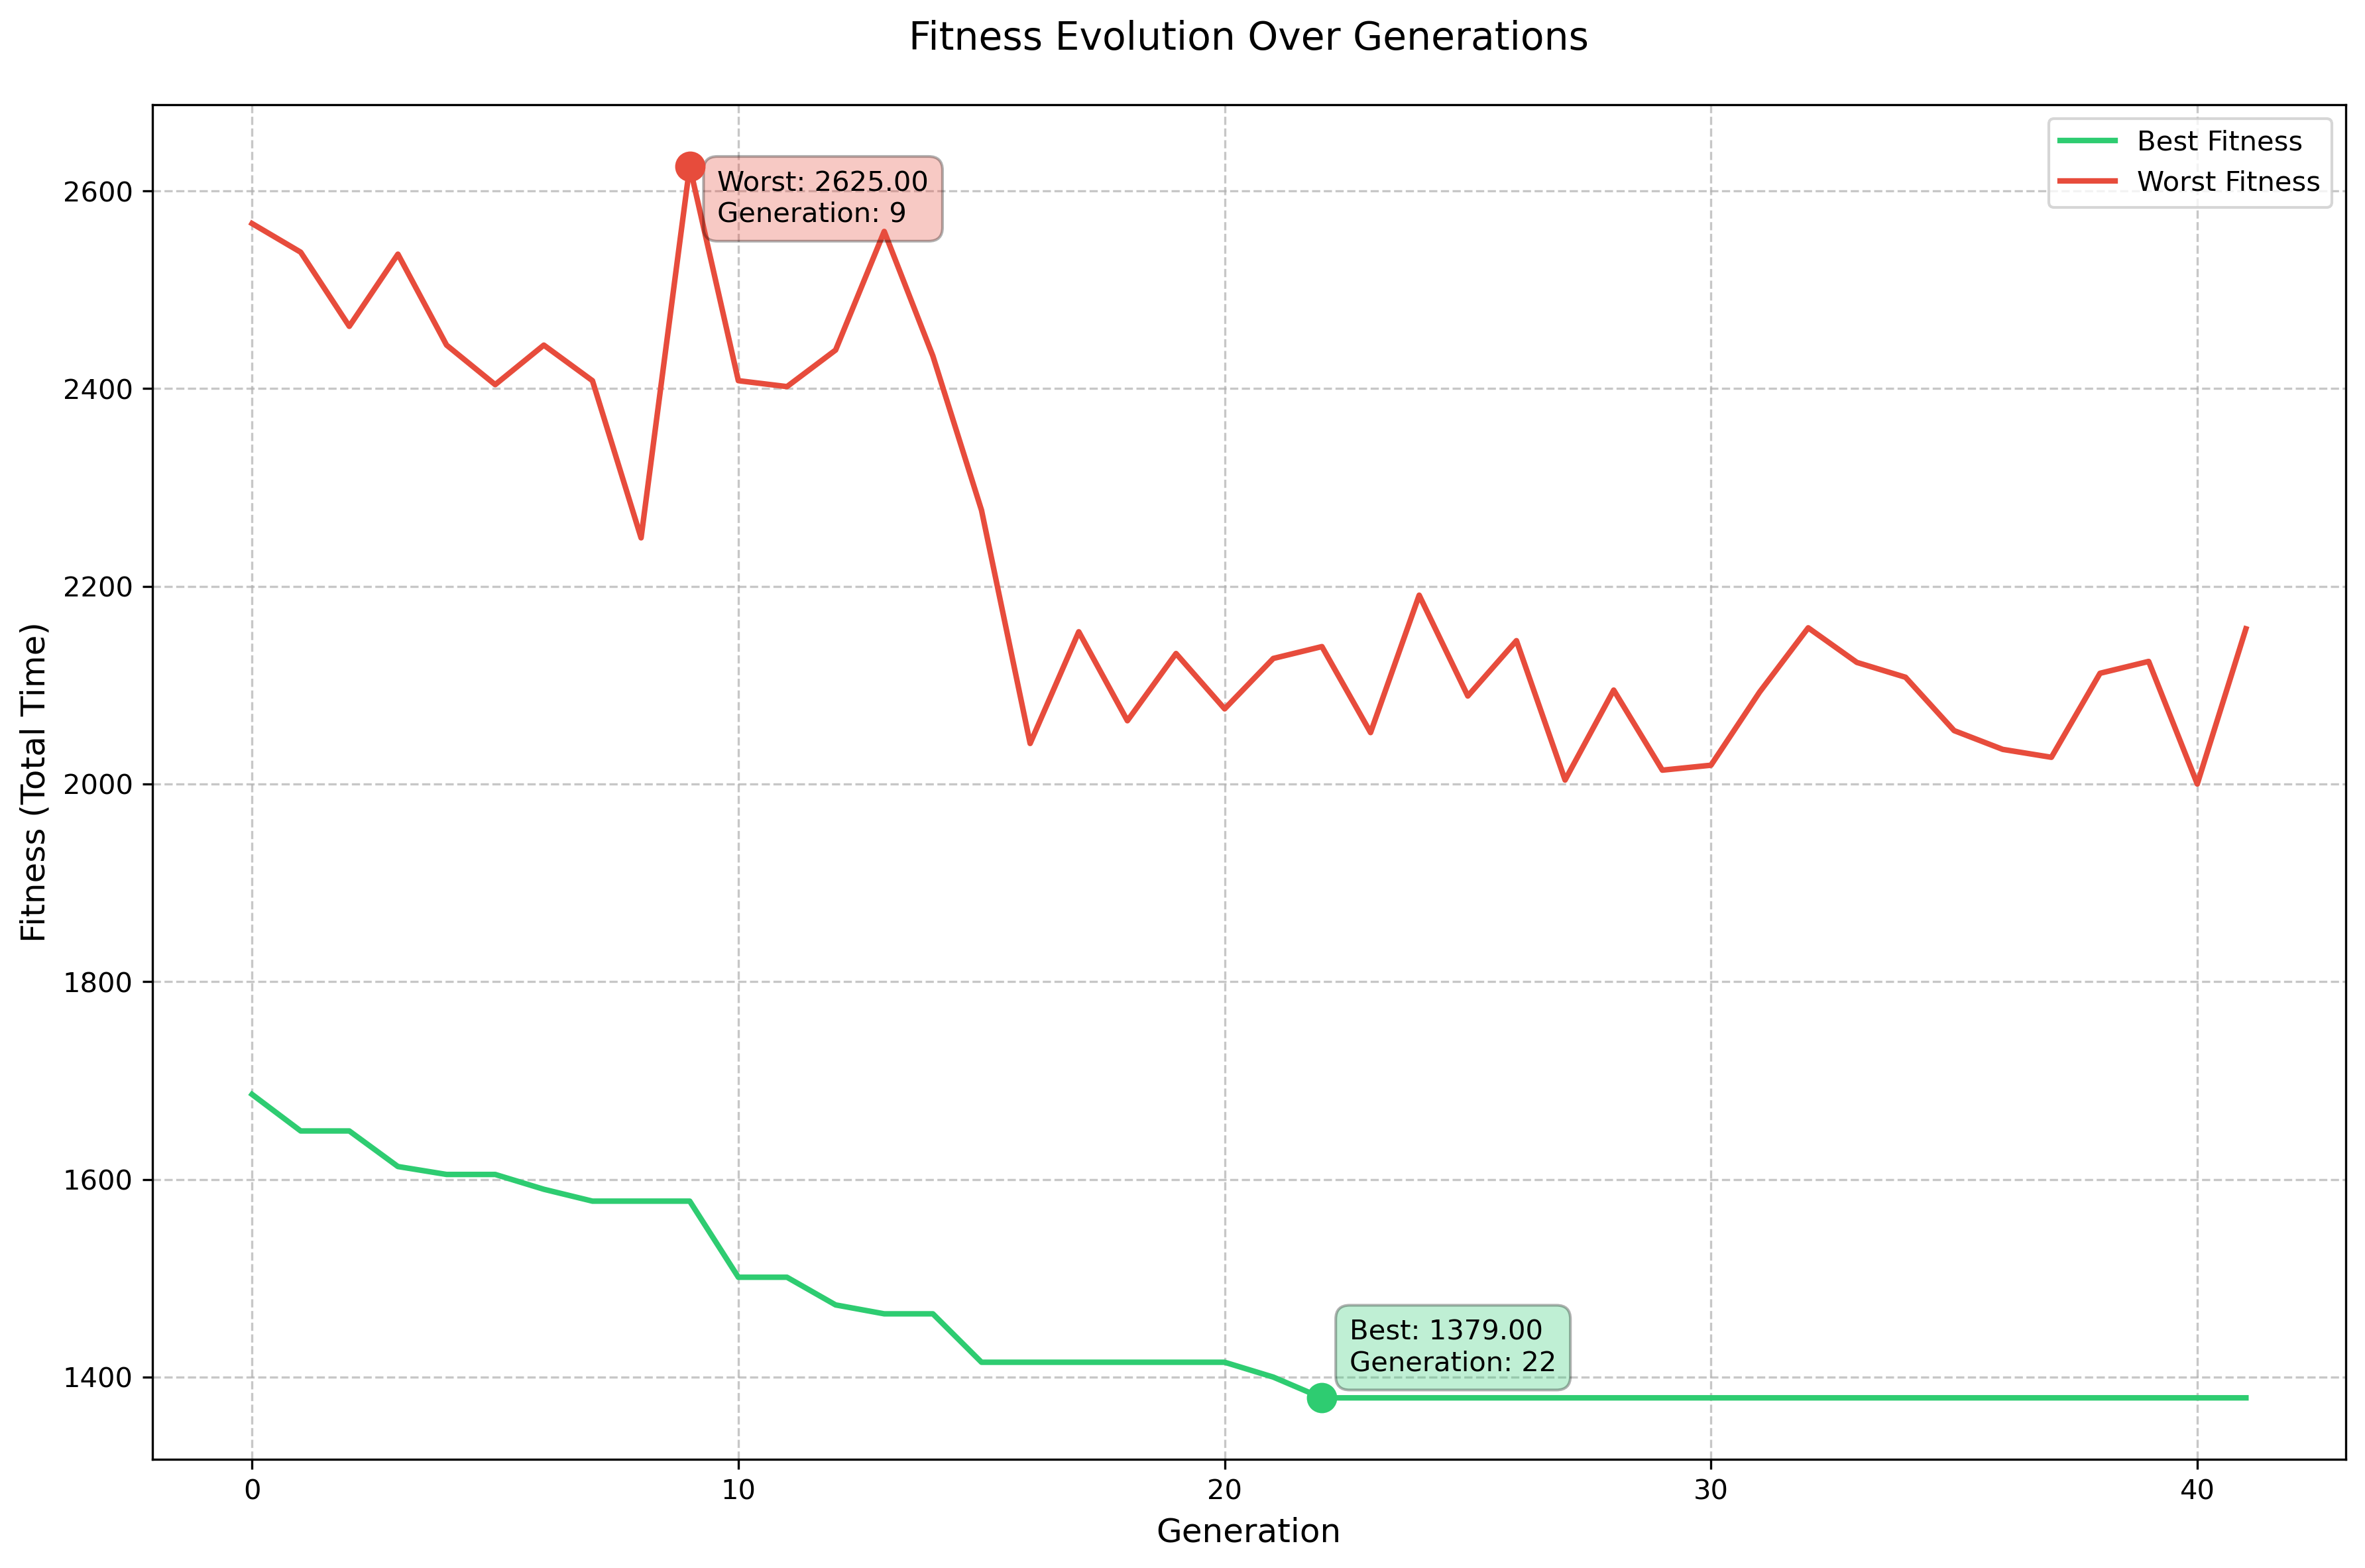 Fitness Evolution Over Generations
Best Fitness
Worst Fitness
Worst: 2625.00
Generation: 9
Best: 1379.00
Generation: 22
Fitness (Total Time)
2600
2400
2200
2000
1800
1600
1400
0
10
20
30
40
Generation